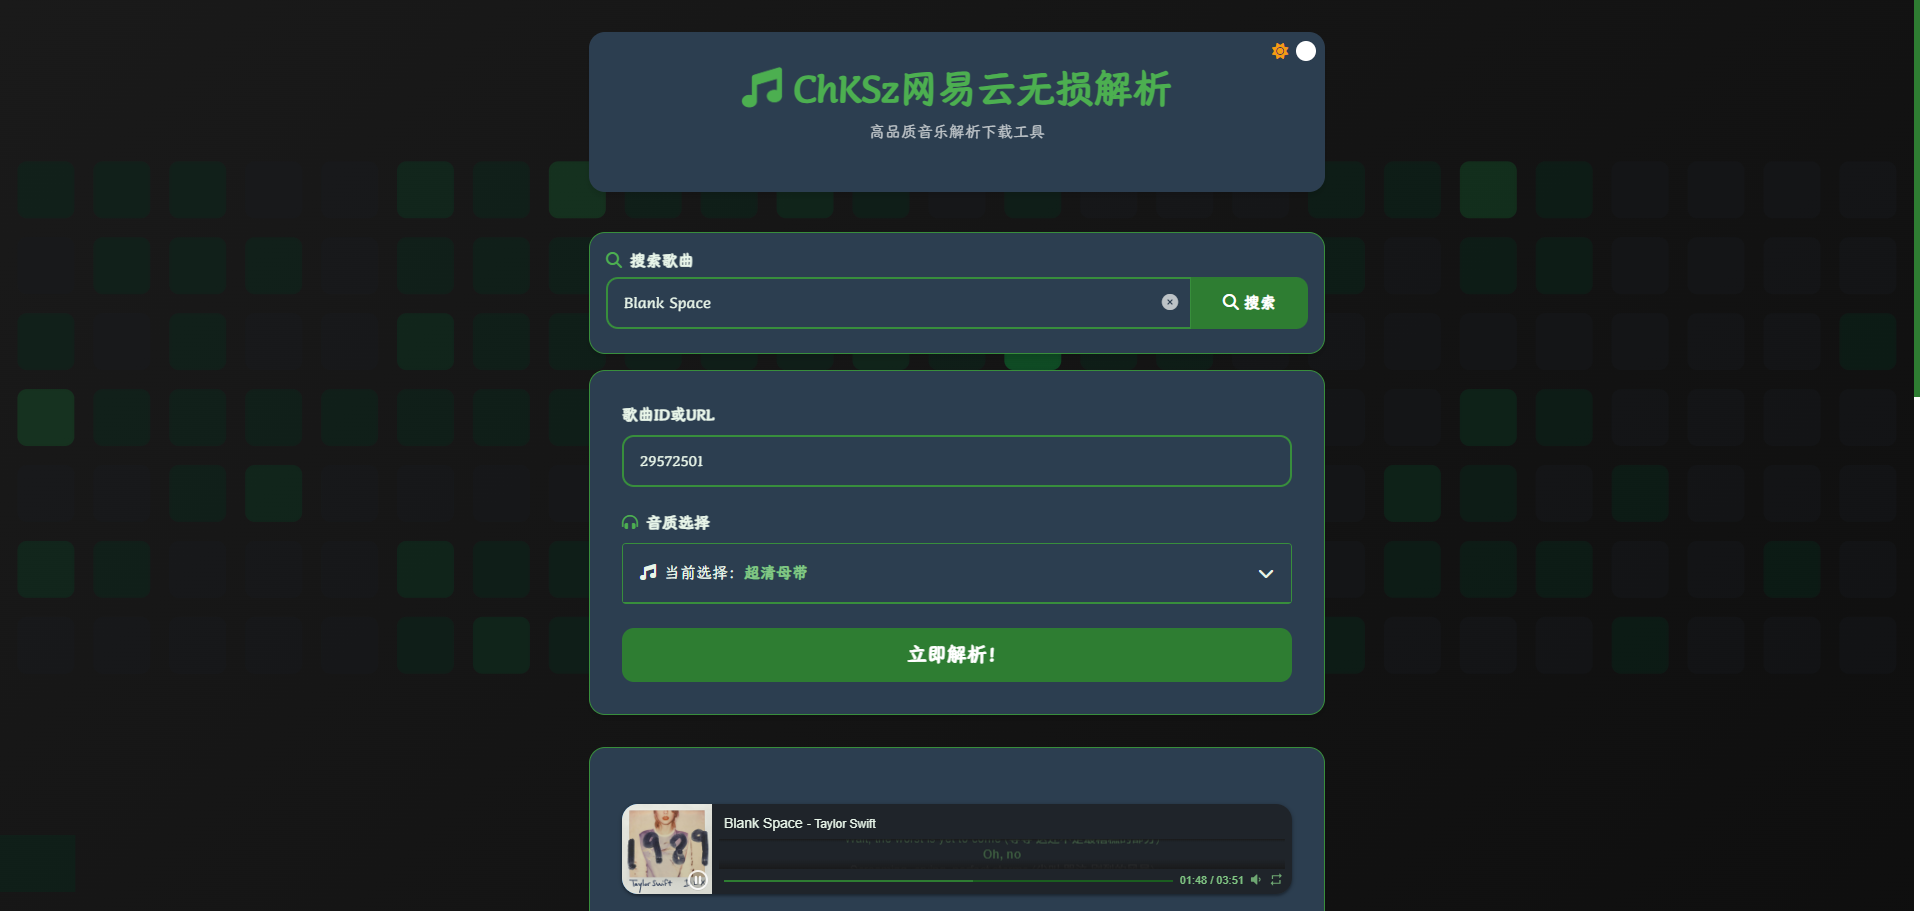 ChKSz网易云无损解析
高品质音乐解析下载工具
搜索歌曲
Blank Space
搜索
歌曲ID或URL
29572501
音质选择
当前选择：超清母带
立即解析！
Blank Space - Taylor Swift
Oh, no
01:48 / 03:51
1989
Taylor Swift